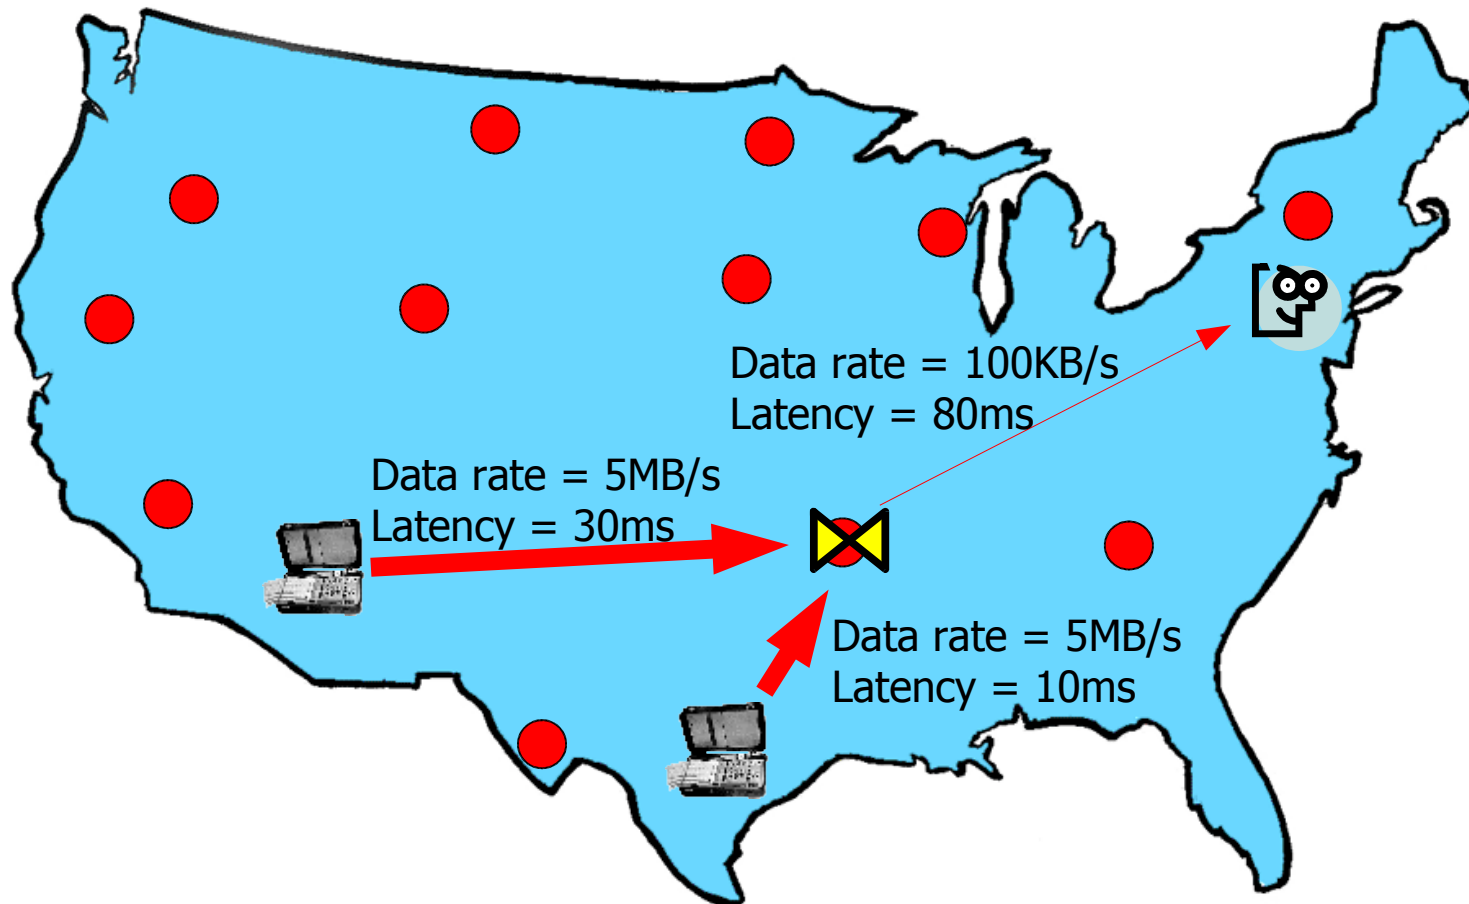 Data rate = 100KB/s
Latency = 80ms
Data rate = 5MB/s
Latency = 30ms
Data rate = 5MB/s
Latency = 10ms